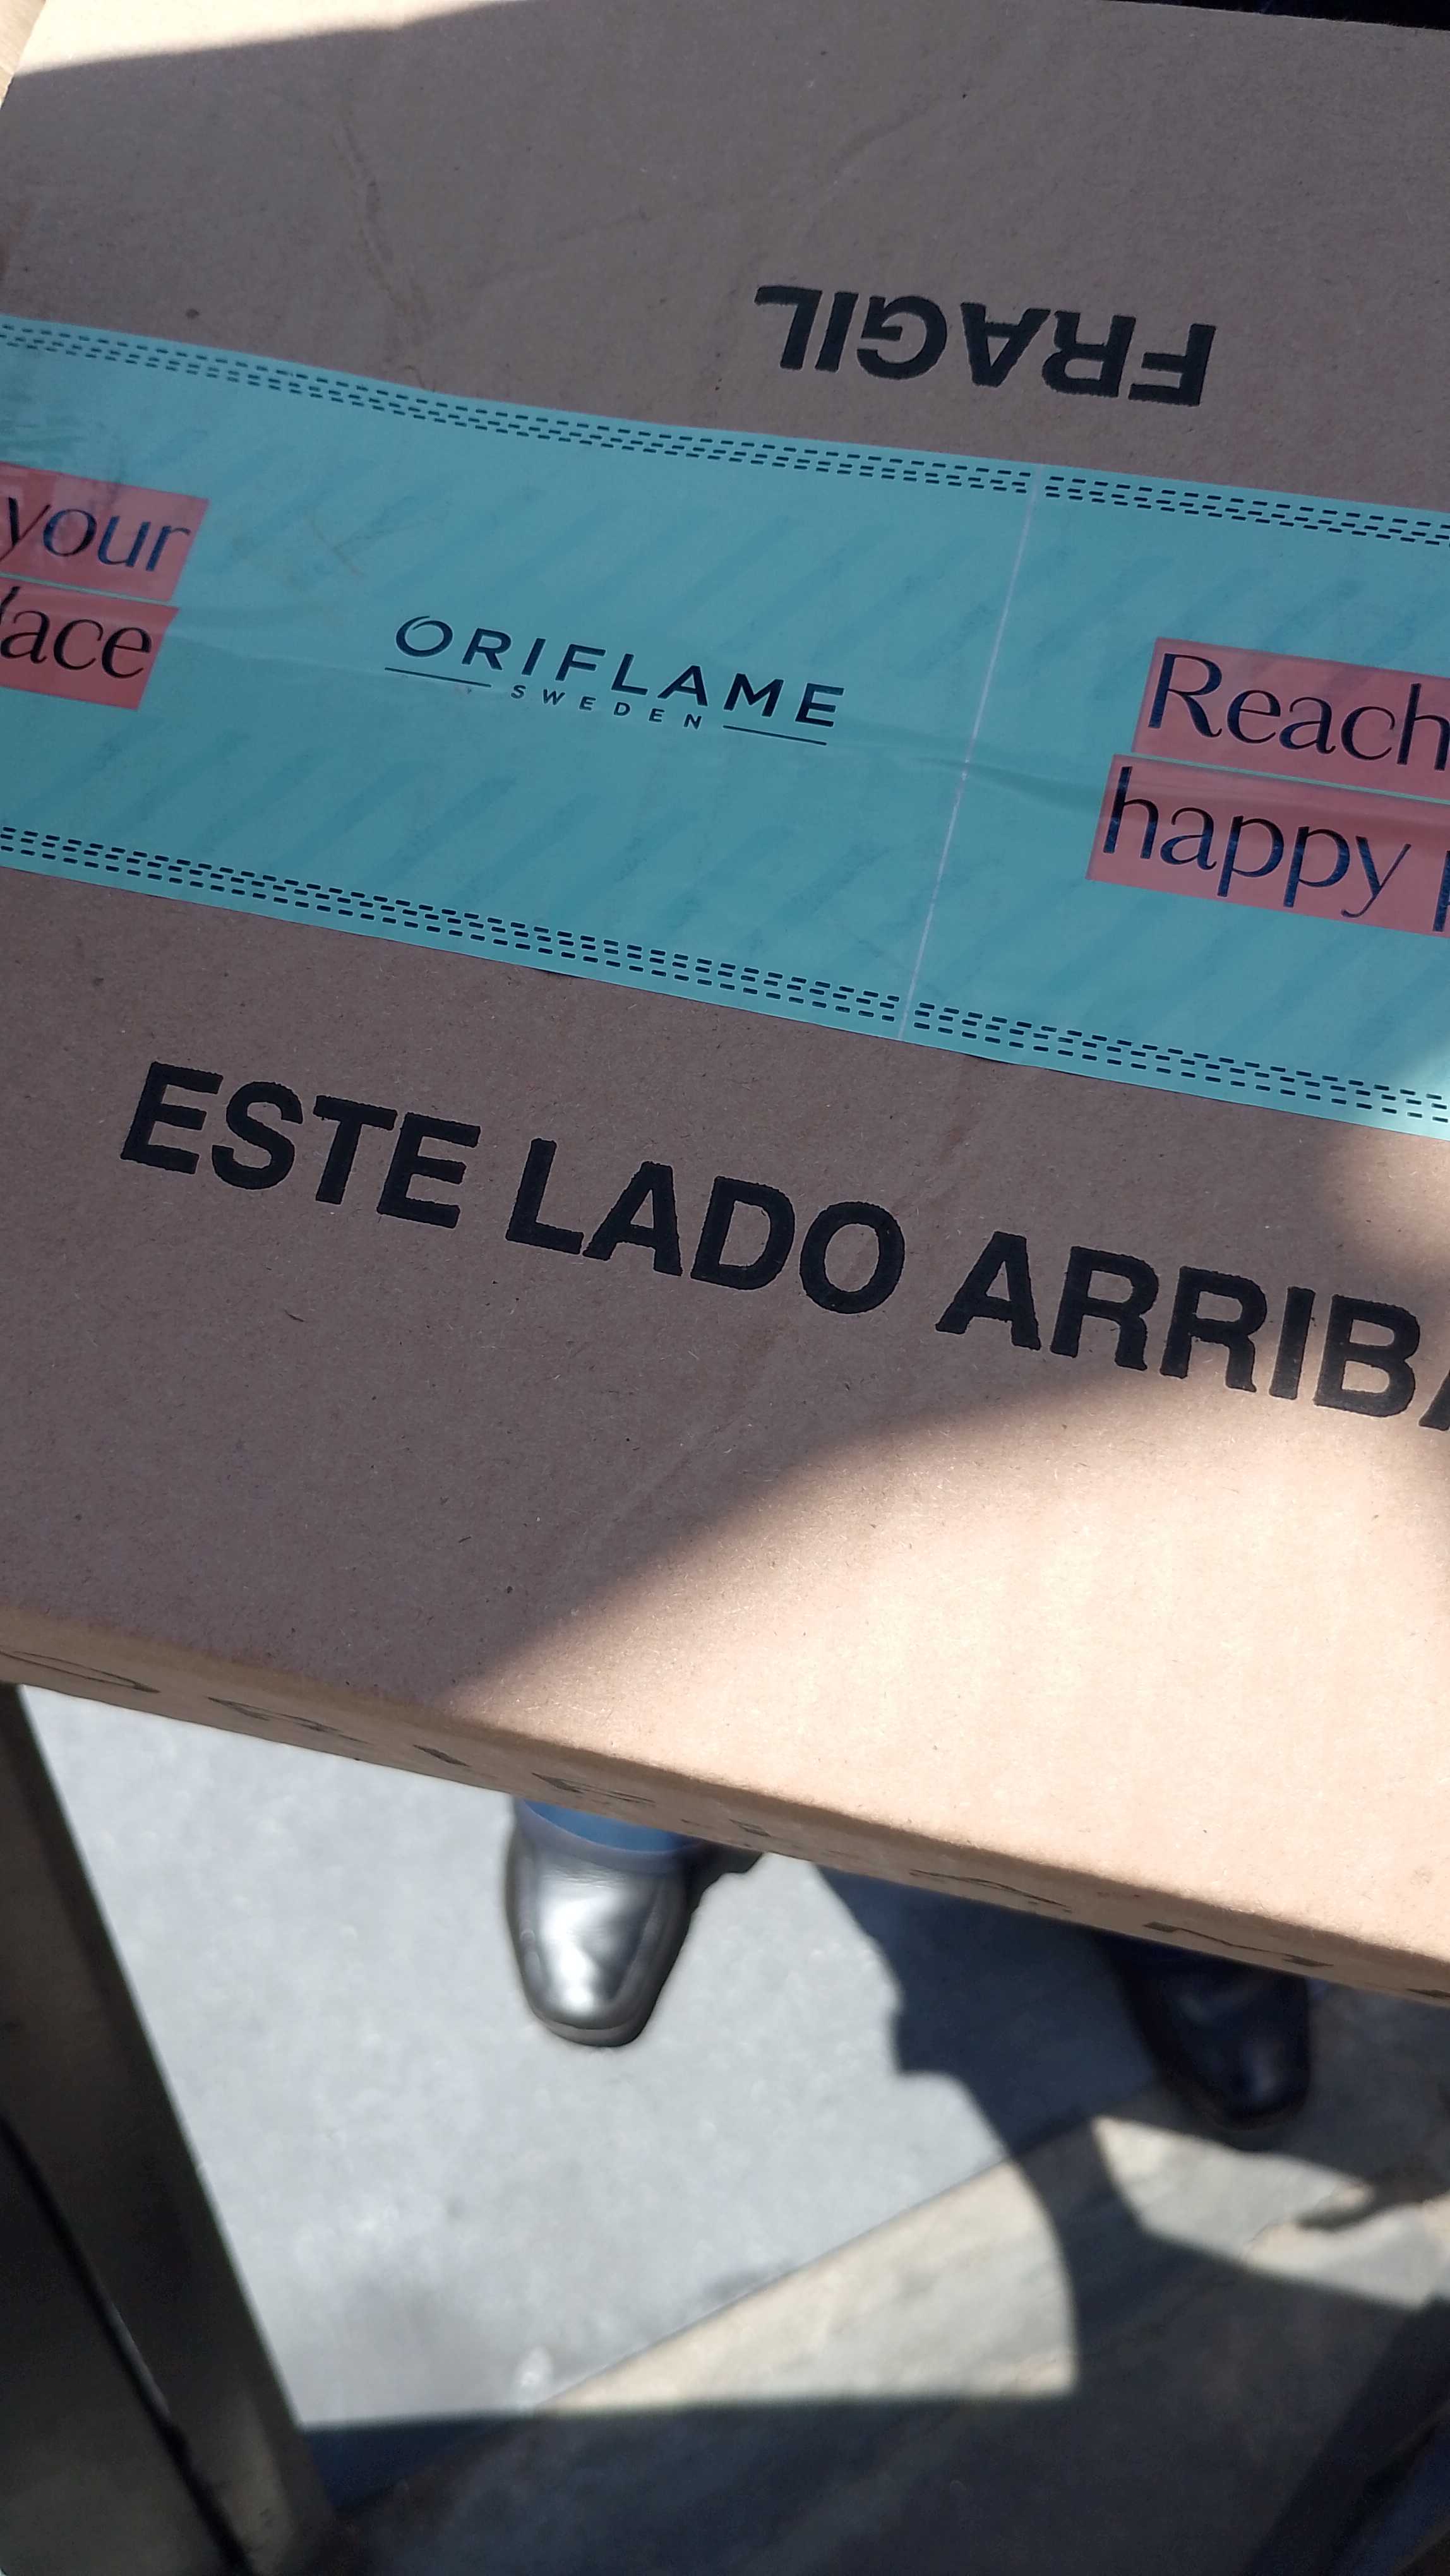 FRAGIL
your
lace
ORIFLAME
SWEDEN
Reach
happy p
ESTE LADO ARRIBA